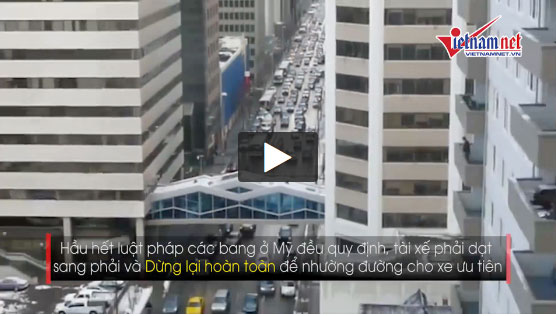 vietnamnet
VIETNAMNET.VN
Hầu hết luật pháp các bang ở Mỹ đều quy định, tài xế phải dạt
sang phải và Dừng lại hoàn toàn để nhường đường cho xe ưu tiên